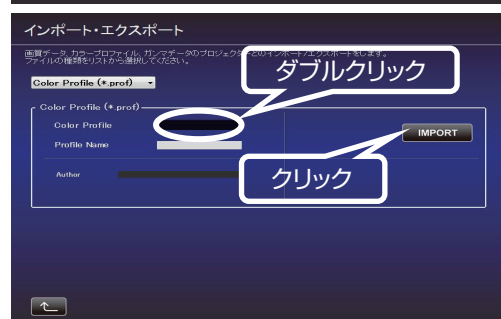 インポート・エクスポート
画質データ、カラープロファイル、ガンマデータのプロジェクターとのインポート/エクスポートをします。
ファイルの種類をリストから選択してください。
ダブルクリック
Color Profile (*.prof)
Color Profile (*.prof)
Color Profile
IMPORT
Profile Name
クリック
Author